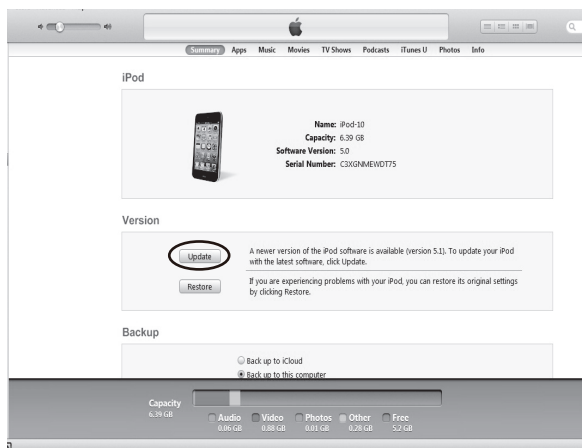 Summary Apps Music Movies TV Shows Podcasts iTunes U Photos Info
iPod
Name: iPod-10
Capacity: 6.39 GB
Software Version: 5.0
Serial Number: C3XGNMEWDT75
Version
Update
A newer version of the iPod software is available (version 5.1). To update your iPod
with the latest software, click Update.
Restore
If you are experiencing problems with your iPod, you can restore its original settings
by clicking Restore.
Backup
Back up to iCloud
Back up to this computer
Capacity
6.39 GB
Audio Video Photos Other Free
0.06 GB 0.88 GB 0.01 GB 0.28 GB 5.2 GB